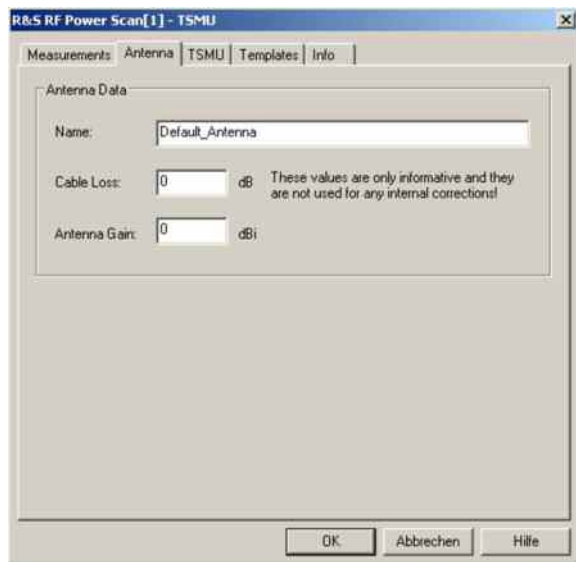 R&S RF Power Scan[1] - TSMU
Measurements Antenna TSMU Templates Info
Antenna Data
Name: Default_Antenna
Cable Loss: 0 dB These values are only informative and they
are not used for any internal corrections!
Antenna Gain: 0 dBi
OK Abbrechen Hilfe